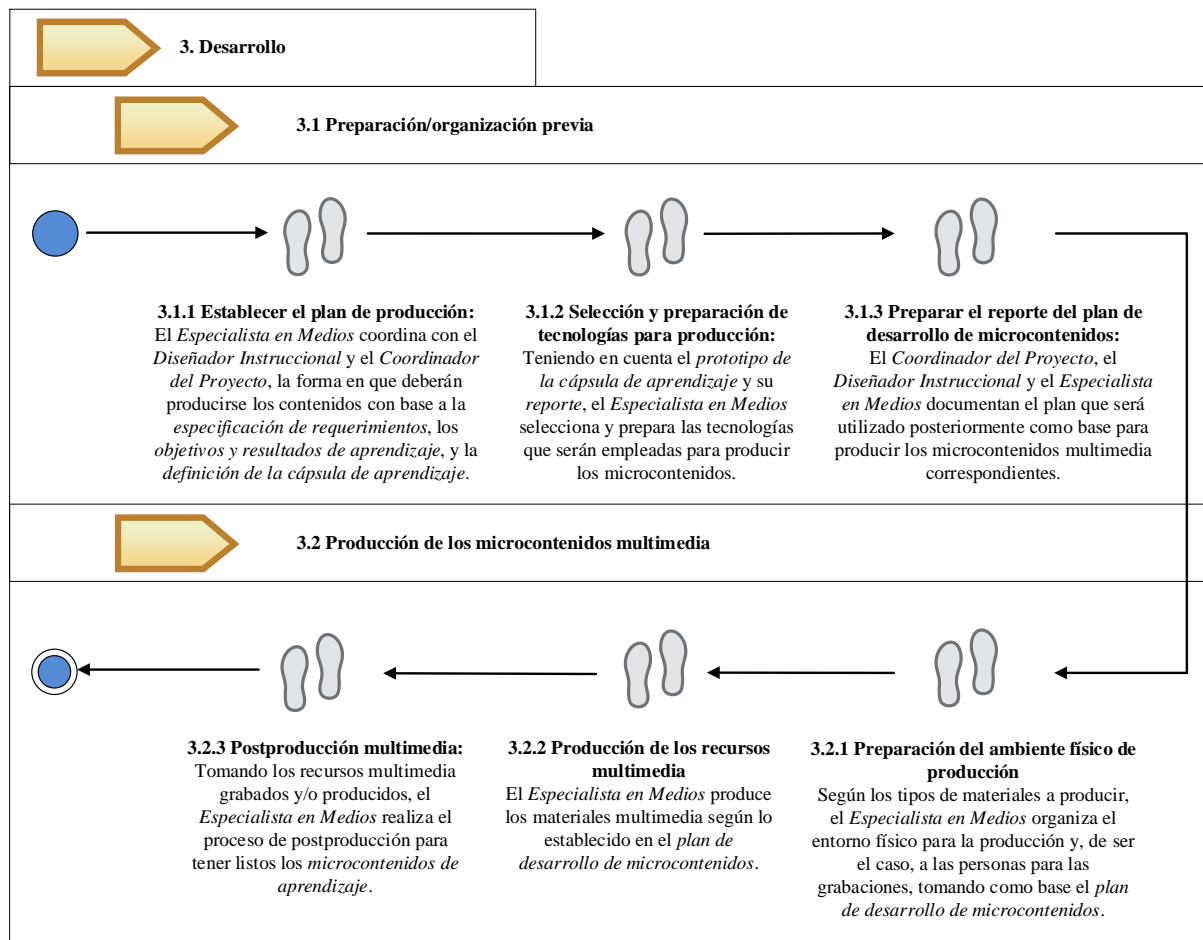 3. Desarrollo
3.1 Preparación/organización previa
3.1.1 Establecer el plan de producción:
El Especialista en Medios coordina con el
Diseñador Instruccional y el Coordinador
del Proyecto, la forma en que deberán
producirse los contenidos con base a la
especificación de requerimientos, los
objetivos y resultados de aprendizaje, y la
definición de la cápsula de aprendizaje.
3.1.2 Selección y preparación de
tecnologías para producción:
Teniendo en cuenta el prototipo de
la cápsula de aprendizaje y su
reporte, el Especialista en Medios
selecciona y prepara las tecnologías
que serán empleadas para producir
los microcontenidos.
3.1.3 Preparar el reporte del plan de
desarrollo de microcontenidos:
El Coordinador del Proyecto, el
Diseñador Instruccional y el Especialista
en Medios documentan el plan que será
utilizado posteriormente como base para
producir los microcontenidos multimedia
correspondientes.
3.2 Producción de los microcontenidos multimedia
3.2.3 Postproducción multimedia:
Tomando los recursos multimedia
grabados y/o producidos, el
Especialista en Medios realiza el
proceso de postproducción para
tener listos los microcontenidos de
aprendizaje.
3.2.2 Producción de los recursos
multimedia
El Especialista en Medios produce
los materiales multimedia según lo
establecido en el plan de
desarrollo de microcontenidos.
3.2.1 Preparación del ambiente físico de
producción
Según los tipos de materiales a producir,
el Especialista en Medios organiza el
entorno físico para la producción y, de ser
el caso, a las personas para las
grabaciones, tomando como base el plan
de desarrollo de microcontenidos.